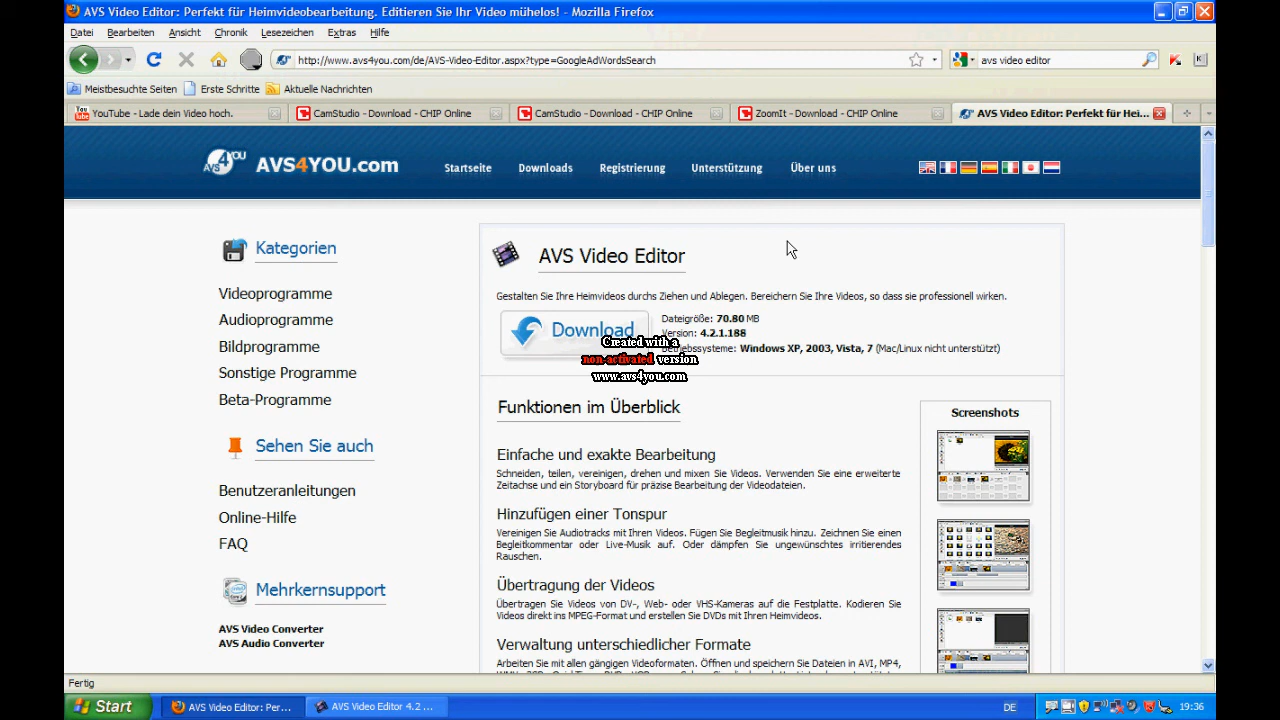 AVS Video Editor: Perfekt für Heimvideobearbeitung. Editieren Sie Ihr Video mühelos! - Mozilla Firefox
Datei Bearbeiten Ansicht Chronik Lesezeichen Extras Hilfe
http://www.avs4you.com/de/AVS-Video-Editor.aspx?type=GoogleAdWordsSearch
avs video editor
Meistbesuchte Seiten Erste Schritte Aktuelle Nachrichten
YouTube - Lade dein Video hoch. CamStudio - Download - CHIP Online CamStudio - Download - CHIP Online ZoomIt - Download - CHIP Online AVS Video Editor: Perfekt für Hei...
AVS4YOU AVS4YOU.com Startseite Downloads Registrierung Unterstützung Über uns
Kategorien
Videoprogramme
Audioprogramme
Bildprogramme
Sonstige Programme
Beta-Programme
Sehen Sie auch
Benutzeranleitungen
Online-Hilfe
FAQ
Mehrkernsupport
AVS Video Converter
AVS Audio Converter
AVS Video Editor
Gestalten Sie Ihre Heimvideos durchs Ziehen und Ablegen. Bereichern Sie Ihre Videos, so dass sie professionell wirken.
Download
Dateigröße: 70.80 MB
Version: 4.2.1.188
Betriebssysteme: Windows XP, 2003, Vista, 7 (Mac/Linux nicht unterstützt)
Created with a
non-activated version
www.avs4you.com
Funktionen im Überblick
Einfache und exakte Bearbeitung
Schneiden, teilen, vereinigen, drehen und mixen Sie Videos. Verwenden Sie eine erweiterte
Zeitachse und ein Storyboard für präzise Bearbeitung der Videodateien.
Hinzufügen einer Tonspur
Vereinigen Sie Audiotracks mit Ihren Videos. Fügen Sie Begleitmusik hinzu. Zeichnen Sie einen
Begleitkommentar oder Live-Musik auf. Oder dämpfen Sie ungewünschtes irritierendes
Rauschen.
Übertragung der Videos
Übertragen Sie Videos von DV-, Web- oder VHS-Kameras auf die Festplatte. Kodieren Sie
Videos direkt ins MPEG-Format und erstellen Sie DVDs mit Ihren Heimvideos.
Verwaltung unterschiedlicher Formate
Arbeiten Sie mit allen gängigen Videoformaten. Öffnen und speichern Sie Dateien in AVI, MP4,
Screenshots
Fertig
Start AVS Video Editor: Per... AVS Video Editor 4.2 ... DE 19:36